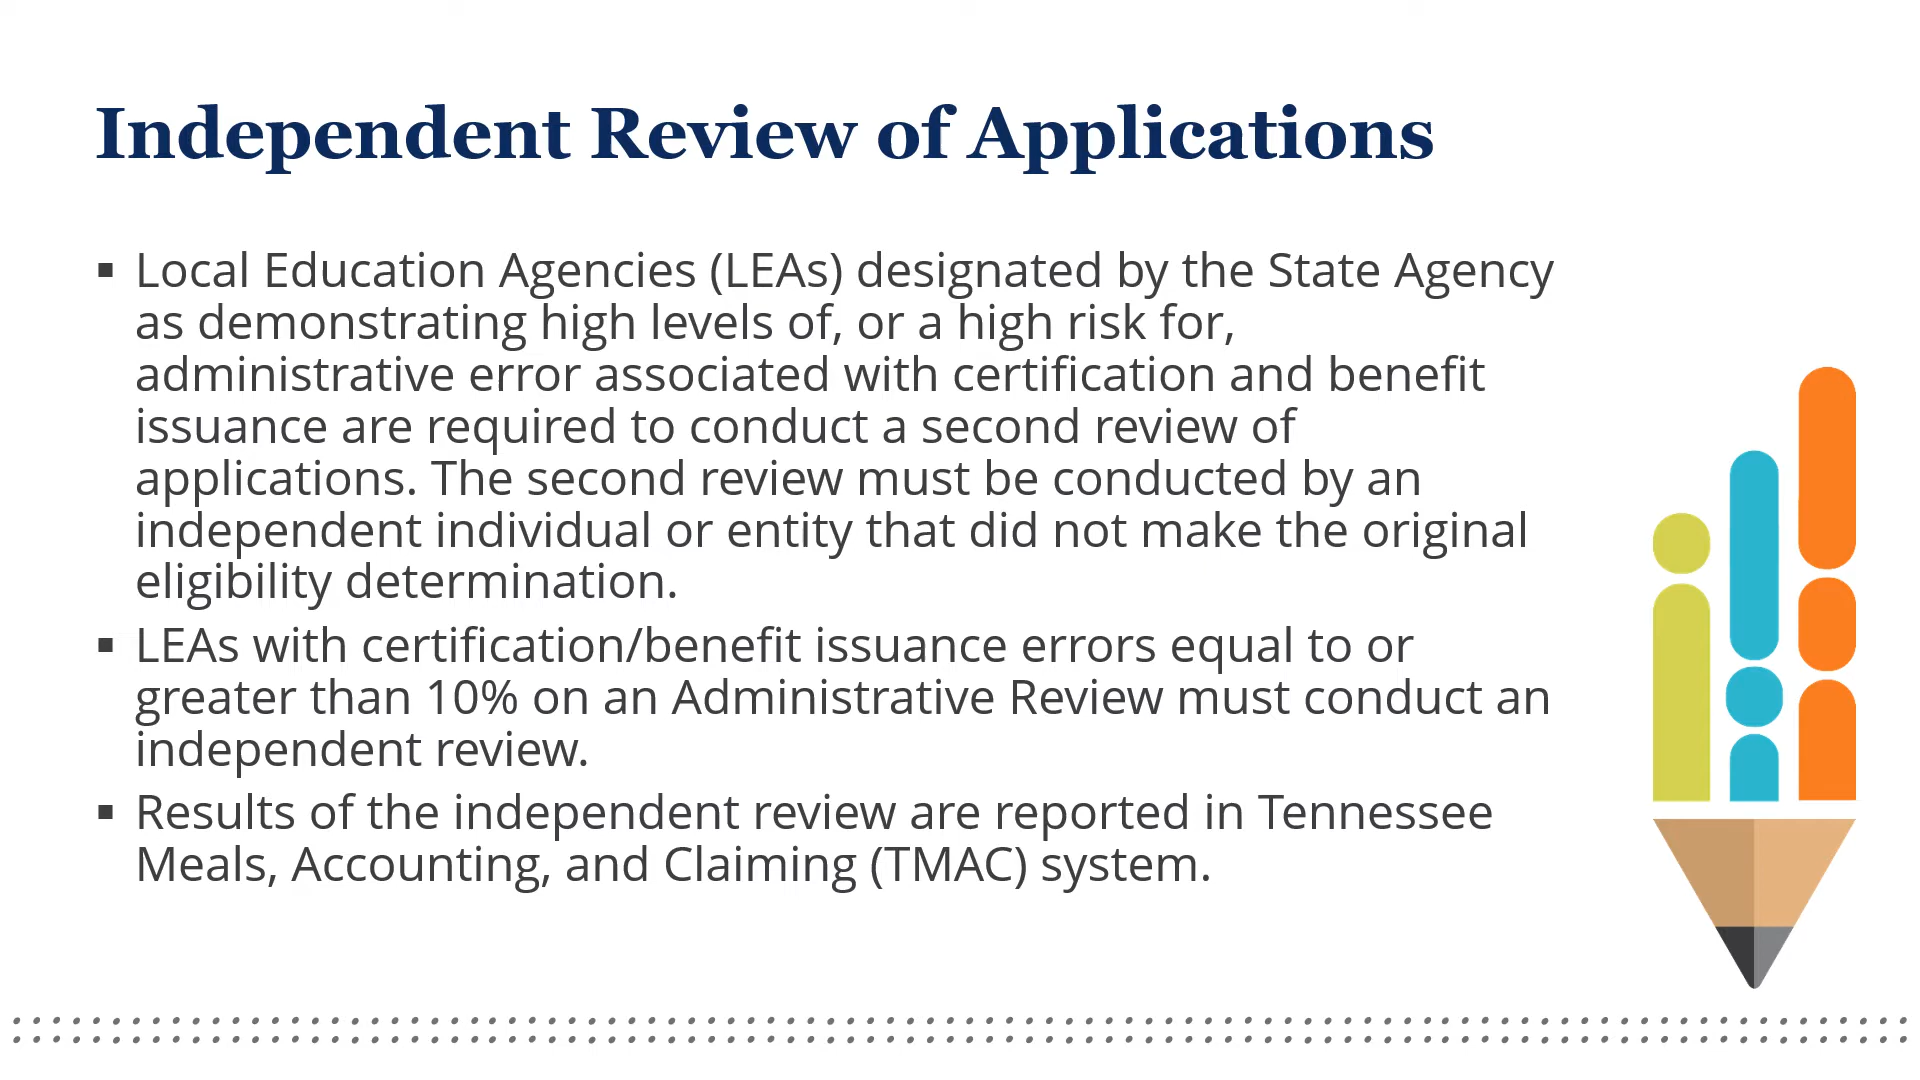 Independent Review of Applications
▪ Local Education Agencies (LEAs) designated by the State Agency
as demonstrating high levels of, or a high risk for,
administrative error associated with certification and benefit
issuance are required to conduct a second review of
applications. The second review must be conducted by an
independent individual or entity that did not make the original
eligibility determination.
▪ LEAs with certification/benefit issuance errors equal to or
greater than 10% on an Administrative Review must conduct an
independent review.
▪ Results of the independent review are reported in Tennessee
Meals, Accounting, and Claiming (TMAC) system.